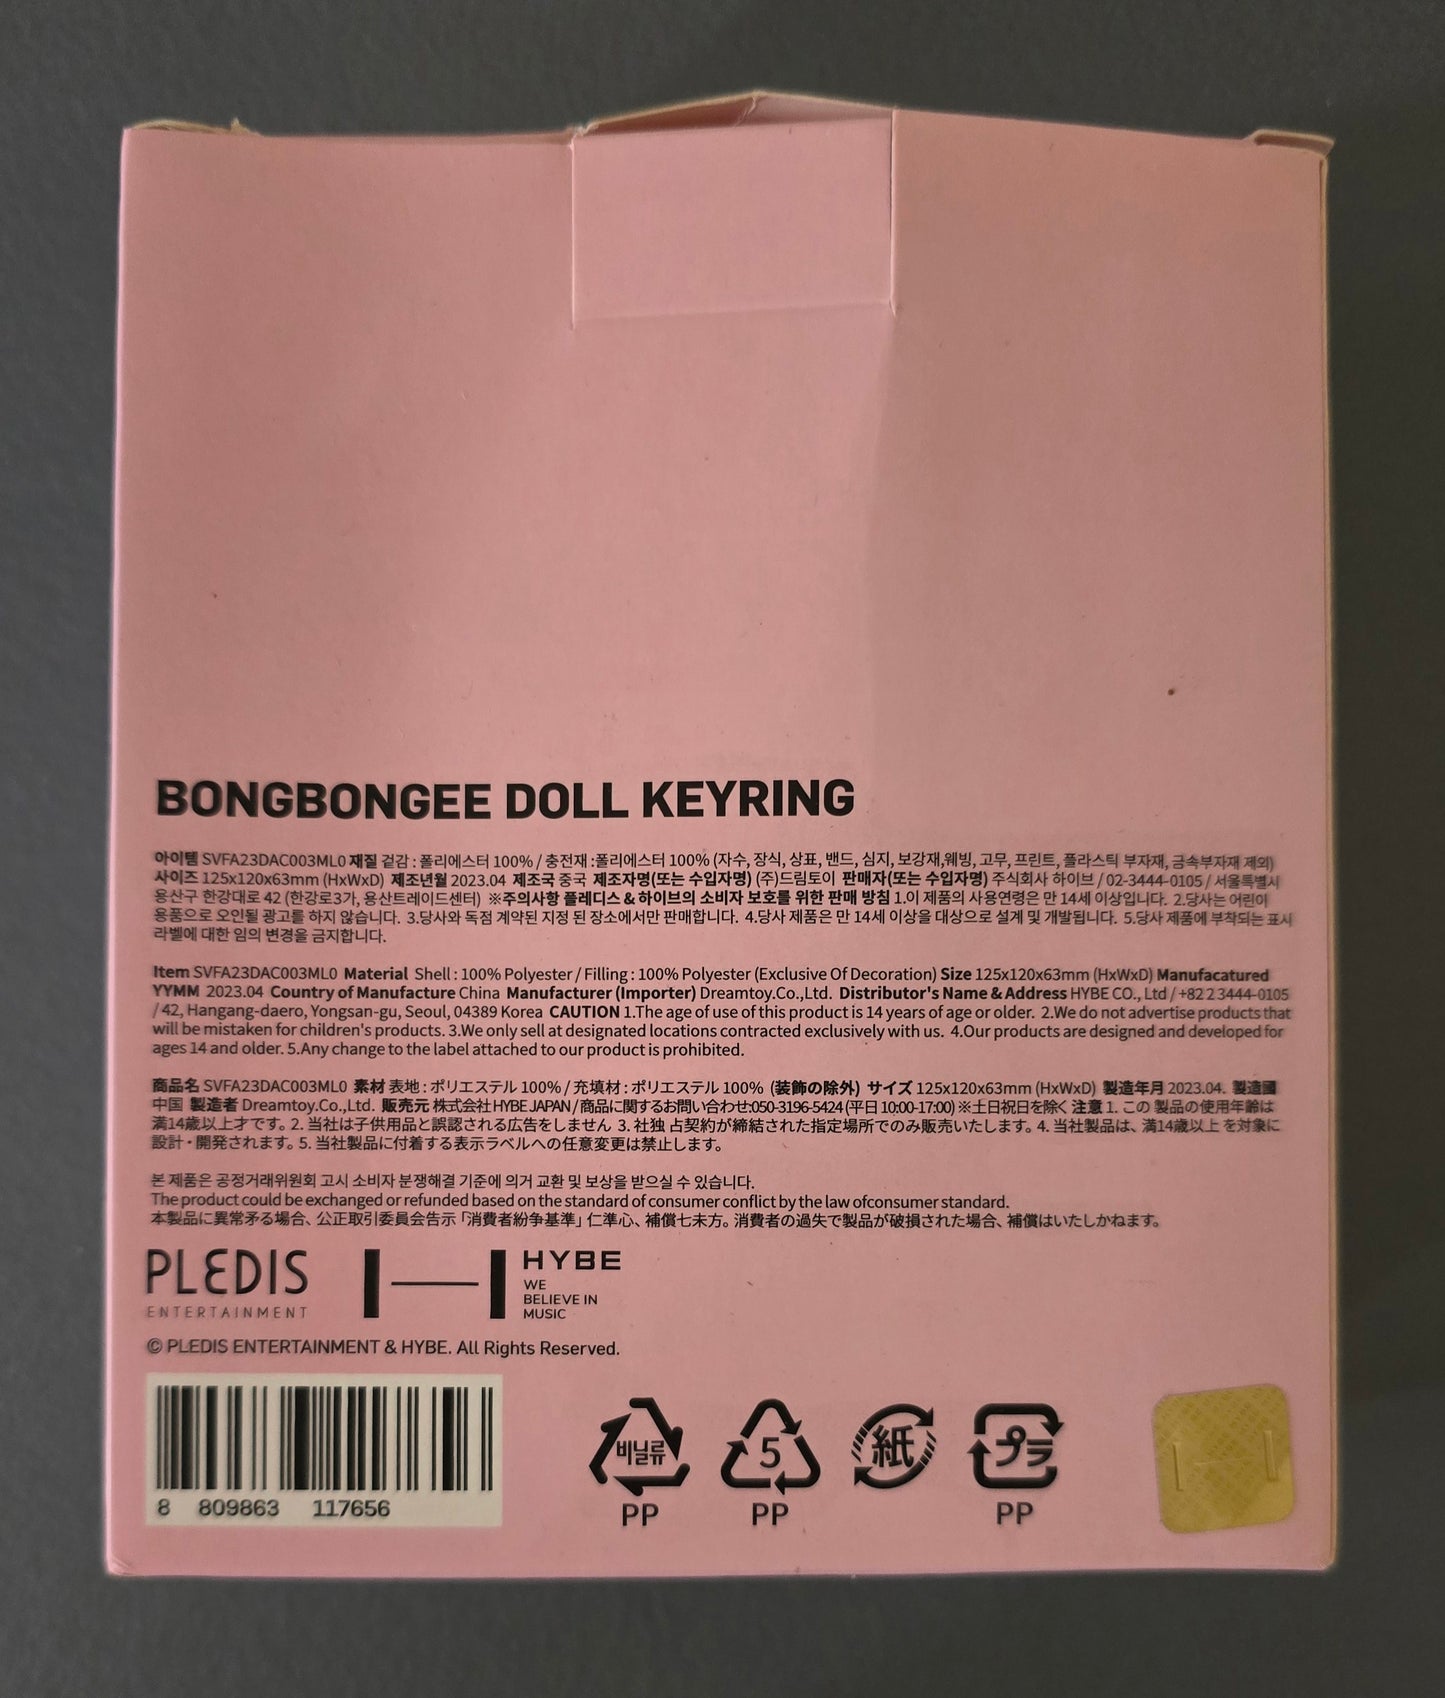 BONGBONGEE DOLL KEYRING
아이템 SVFA23DAC003ML0 재질 겉감 : 폴리에스터 100% / 충전재 :폴리에스터 100% (자수, 장식, 상표, 밴드, 심지, 보강재,웨빙, 고무, 프린트, 플라스틱 부자재, 금속부자재 제외)
사이즈 125x120x63mm (HxWxD) 제조년월 2023.04 제조국 중국 제조자명(또는 수입자명) (주)드림토이 판매자(또는 수입자명) 주식회사 하이브 / 02-3444-0105 / 서울특별시
용산구 한강대로 42 (한강로3가, 용산트레이드센터) ※주의사항 플레디스 & 하이브의 소비자 보호를 위한 판매 방침 1.이 제품의 사용연령은 만 14세 이상입니다. 2.당사는 어린이
용품으로 오인될 광고를 하지 않습니다. 3.당사와 독점 계약된 지정 된 장소에서만 판매합니다. 4.당사 제품은 만 14세 이상을 대상으로 설계 및 개발됩니다. 5.당사 제품에 부착되는 표시
라벨에 대한 임의 변경을 금지합니다.
Item SVFA23DAC003ML0 Material Shell : 100% Polyester / Filling : 100% Polyester (Exclusive Of Decoration) Size 125x120x63mm (HxWxD) Manufacatured
YYMM 2023.04 Country of Manufacture China Manufacturer (Importer) Dreamtoy.Co.,Ltd. Distributor's Name & Address HYBE CO., Ltd / +82 2 3444-0105
/ 42, Hangang-daero, Yongsan-gu, Seoul, 04389 Korea CAUTION 1.The age of use of this product is 14 years of age or older. 2.We do not advertise products that
will be mistaken for children's products. 3.We only sell at designated locations contracted exclusively with us. 4.Our products are designed and developed for
ages 14 and older. 5.Any change to the label attached to our product is prohibited.
商品名 SVFA23DAC003ML0 素材 表地 : ポリエステル 100% / 充填材 : ポリエステル 100% (装飾の除外) サイズ 125x120x63mm (HxWxD) 製造年月 2023.04. 製造國
中国 製造者 Dreamtoy.Co.,Ltd. 販売元 株式会社 HYBE JAPAN / 商品に関するお問い合わせ:050-3196-5424 (平日 10:00-17:00) ※土日祝日を除く 注意 1. この 製品の使用年齢は
満14歳以上才です。2. 当社は子供用品と誤認される広告をしません 3. 社独 占契約が締結された指定場所でのみ販売いたします。4. 当社製品は、満14歳以上 を対象に
設計・開発されます。5. 当社製品に付着する表示ラベルへの任意変更は禁止します。
본 제품은 공정거래위원회 고시 소비자 분쟁해결 기준에 의거 교환 및 보상을 받으실 수 있습니다.
The product could be exchanged or refunded based on the standard of consumer conflict by the law ofconsumer standard.
本製品に異常矛る場合、公正取引委員会告示「消費者紛争基準」仁準心、補償七未方。消費者の過失で製品が破損された場合、補償はいたしかねます。
PLEDIS
ENTERTAINMENT
HYBE
WE
BELIEVE IN
MUSIC
© PLEDIS ENTERTAINMENT & HYBE. All Rights Reserved.
8 809863 117656
비닐류 5 紙 プラ
PP PP PP